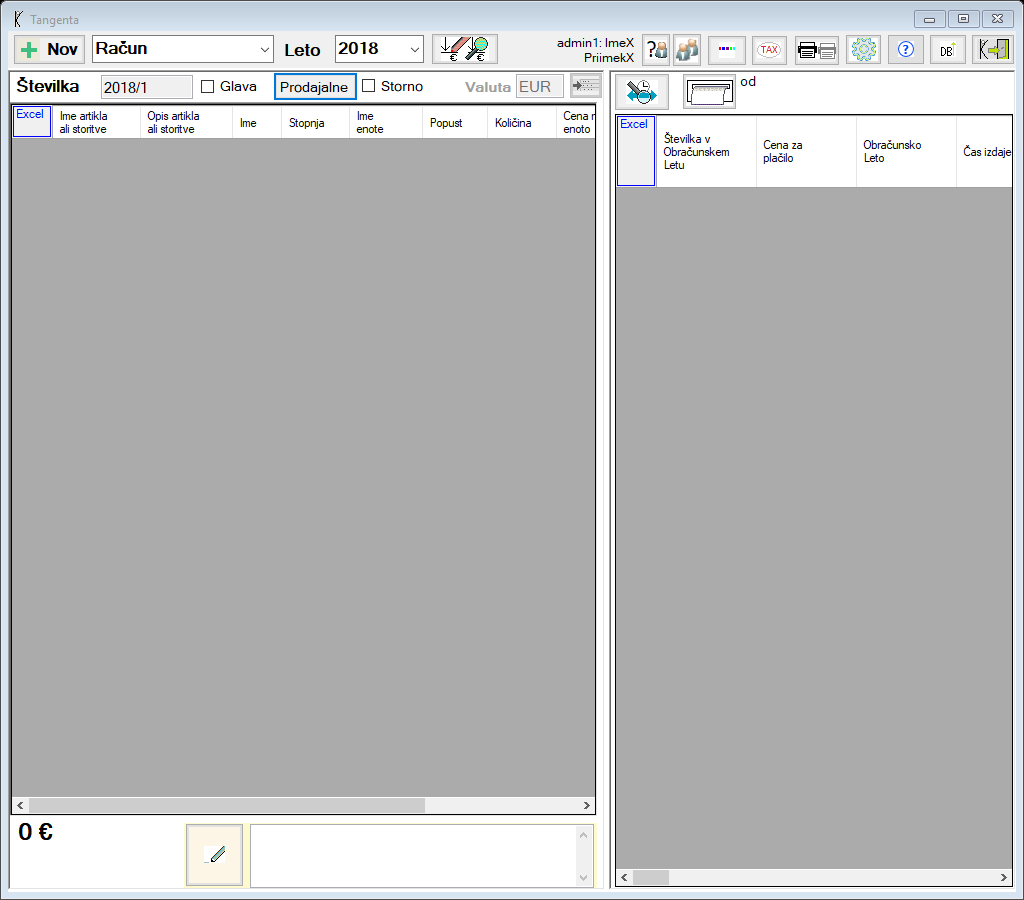 Tangenta
Nov
Račun
Leto
2018
admin1: ImeX
PriimekX
TAX
DB
Številka
2018/1
Glava
Prodajalne
Storno
Valuta
EUR
od
Excel
Ime artikla
ali storitve
Opis artikla
ali storitve
Ime
Stopnja
Ime
enote
Popust
Količina
Cena
enoto
Excel
Številka v
Obračunskem
Letu
Cena za
plačilo
Obračunsko
Leto
Čas izdaje
0 €